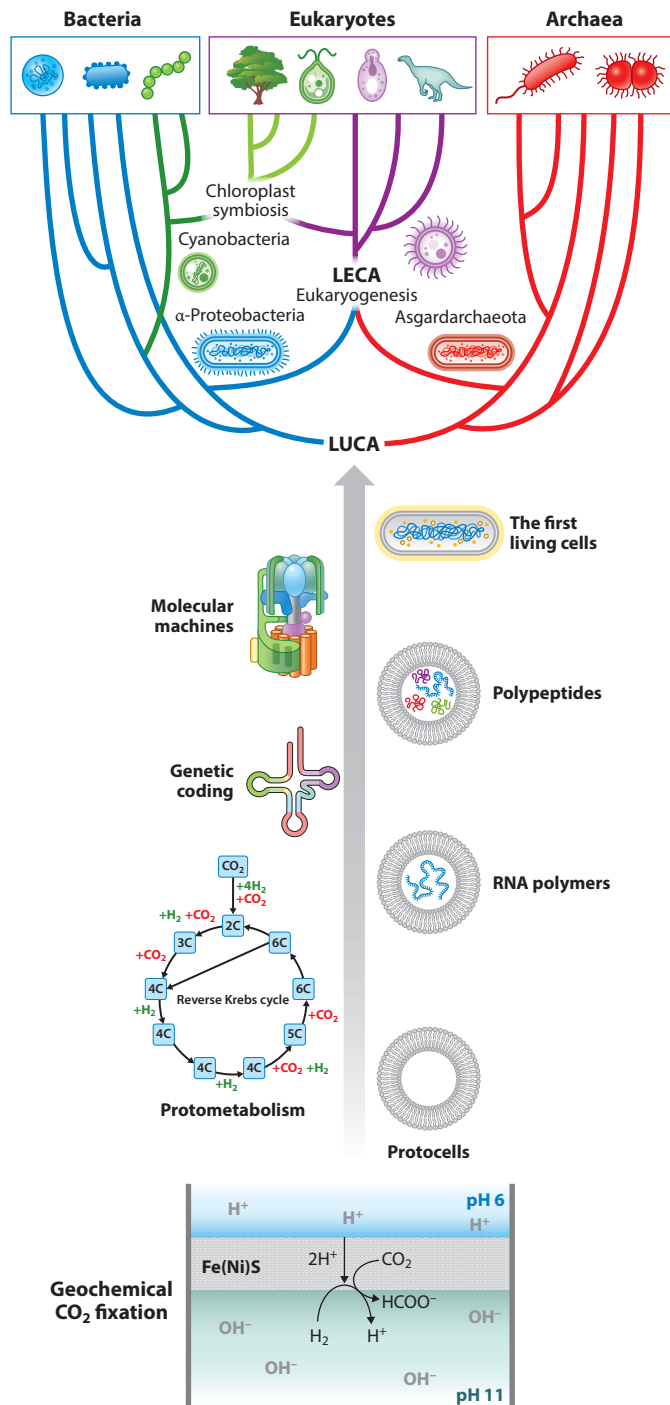 Bacteria
Eukaryotes
Archaea
Chloroplast
symbiosis
Cyanobacteria
LECA
Eukaryogenesis
α-Proteobacteria
Asgardarchaeota
LUCA
The first
living cells
Molecular
machines
Polypeptides
Genetic
coding
RNA polymers
CO₂
+4H₂
+CO₂
+H₂ +CO₂
2C
3C
6C
+CO₂
4C
Reverse Krebs cycle
6C
+H₂
+CO₂
4C
5C
4C
4C
+CO₂ +H₂
+H₂
Protometabolism
Protocells
pH 6
H⁺
H⁺
H⁺
Fe(Ni)S
2H⁺
CO₂
Geochemical
CO₂ fixation
HCOO⁻
OH⁻
OH⁻
H₂
H⁺
OH⁻
OH⁻
pH 11